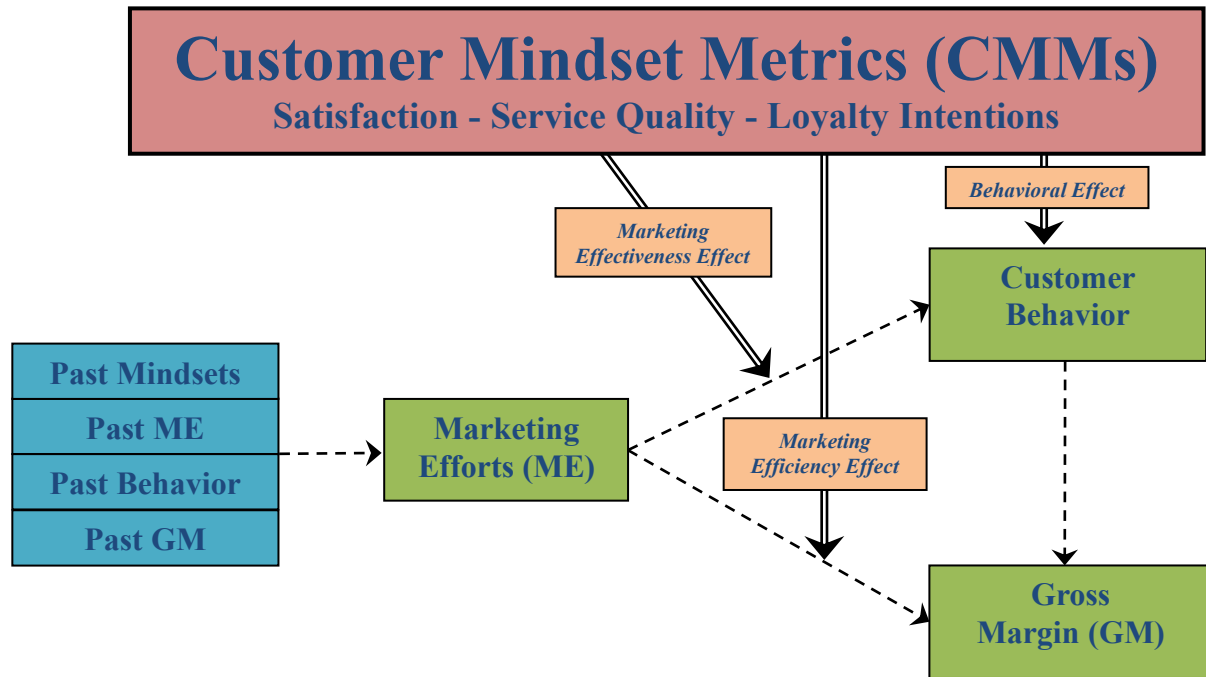 Customer Mindset Metrics (CMMs)
Satisfaction - Service Quality - Loyalty Intentions
Behavioral Effect
Marketing
Effectiveness Effect
Customer
Behavior
Past Mindsets
Past ME
Past Behavior
Past GM
Marketing
Efforts (ME)
Marketing
Efficiency Effect
Gross
Margin (GM)